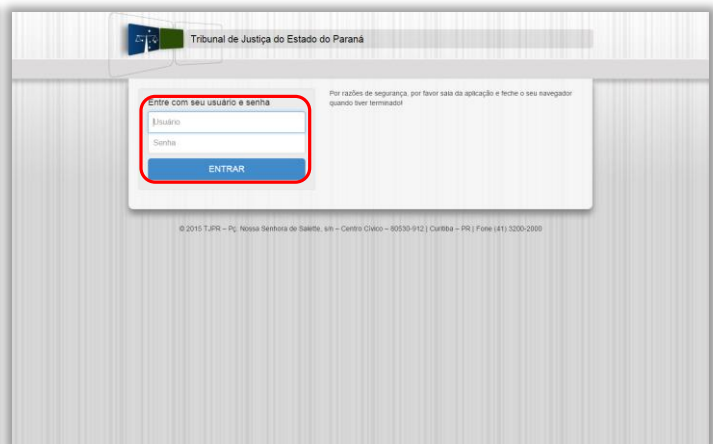 Tribunal de Justiça do Estado do Paraná
Entre com seu usuário e senha
Usuário
Senha
ENTRAR
Por razões de segurança, por favor saia da aplicação e feche o seu navegador
quando tiver terminado!
© 2015 TJPR – Pç. Nossa Senhora de Salette, s/n – Centro Cívico – 80530-912 | Curitiba – PR | Fone (41) 3200-2000